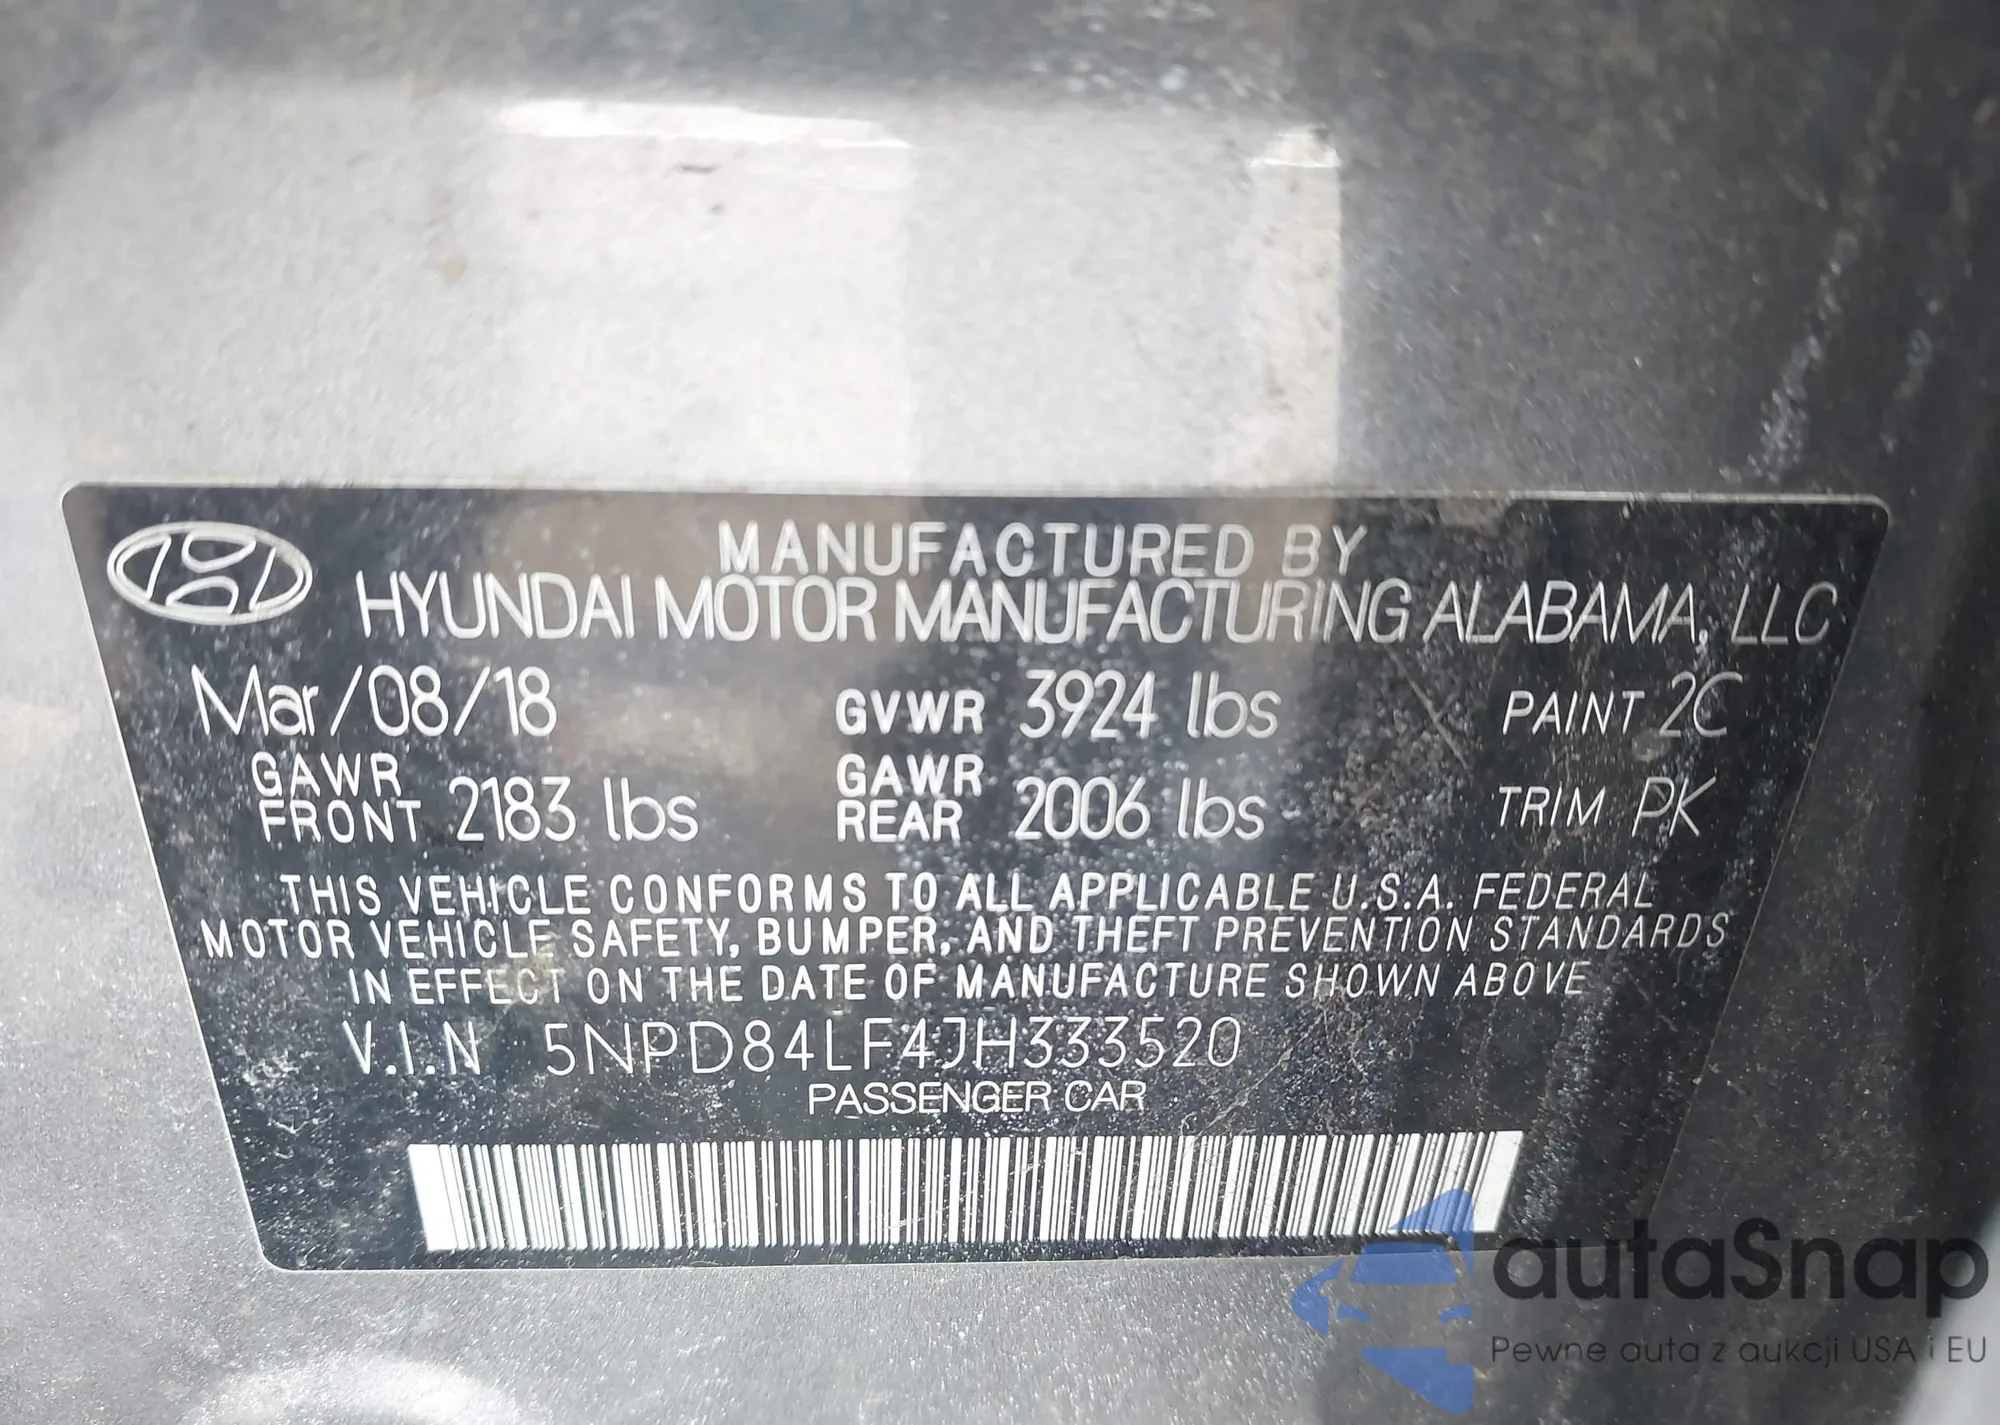 MANUFACTURED BY
HYUNDAI MOTOR MANUFACTURING ALABAMA, LLC
Mar/08/18 GVWR 3924 lbs PAINT 2C
GAWR FRONT 2183 lbs GAWR REAR 2006 lbs TRIM PK
THIS VEHICLE CONFORMS TO ALL APPLICABLE U.S.A. FEDERAL
MOTOR VEHICLE SAFETY, BUMPER, AND THEFT PREVENTION STANDARDS
IN EFFECT ON THE DATE OF MANUFACTURE SHOWN ABOVE
V.I.N 5NPD84LF4JH333520
PASSENGER CAR
autaSnap
Pewne auta z aukcji USA i EU